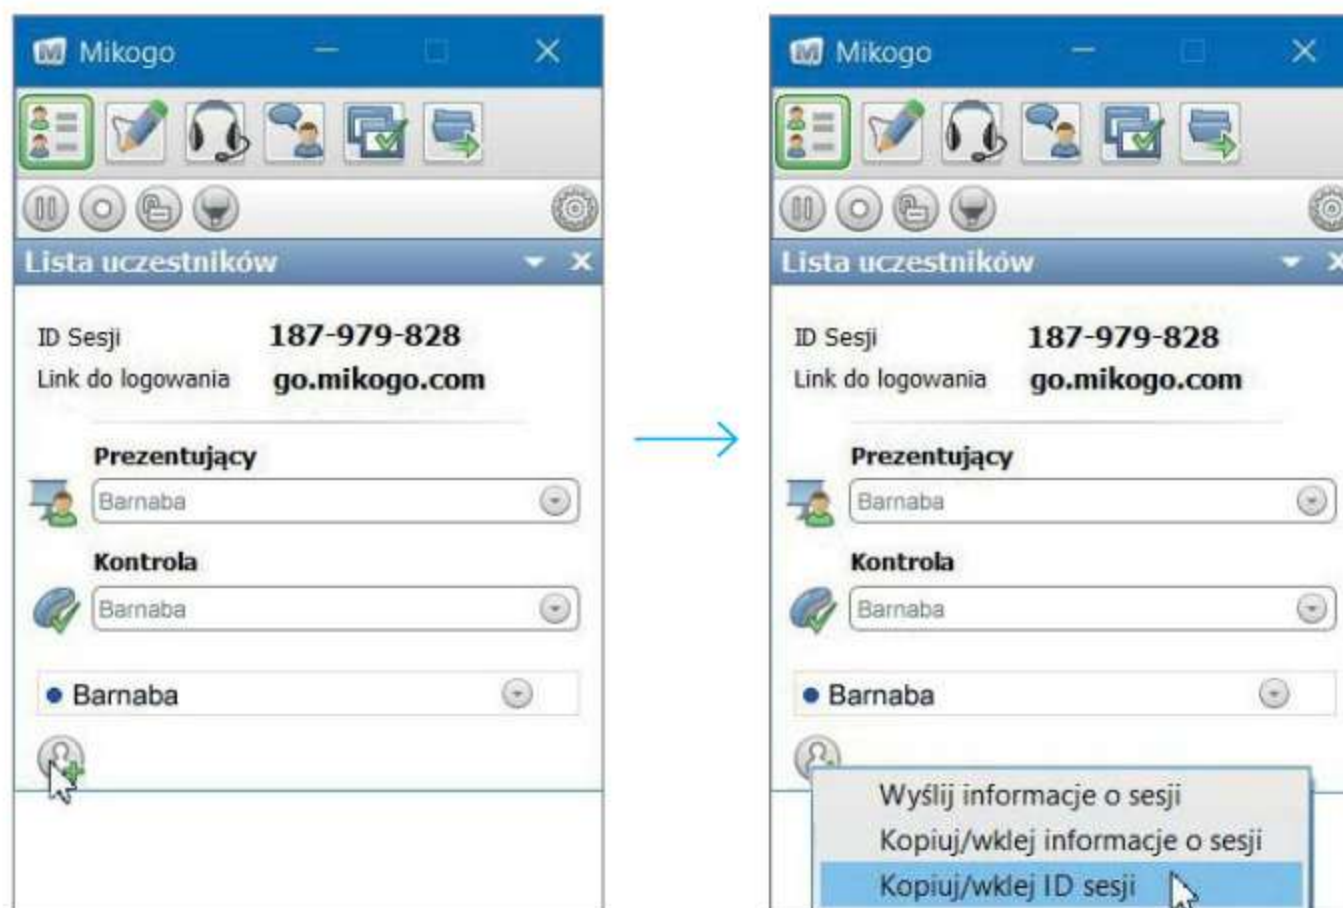 Mikogo
Lista uczestników
ID Sesji 187-979-828
Link do logowania go.mikogo.com
Prezentujący
Barnaba
Kontrola
Barnaba
Barnaba
Mikogo
Lista uczestników
ID Sesji 187-979-828
Link do logowania go.mikogo.com
Prezentujący
Barnaba
Kontrola
Barnaba
Barnaba
Wyślij informacje o sesji
Kopiuj/wklej informacje o sesji
Kopiuj/wklej ID sesji